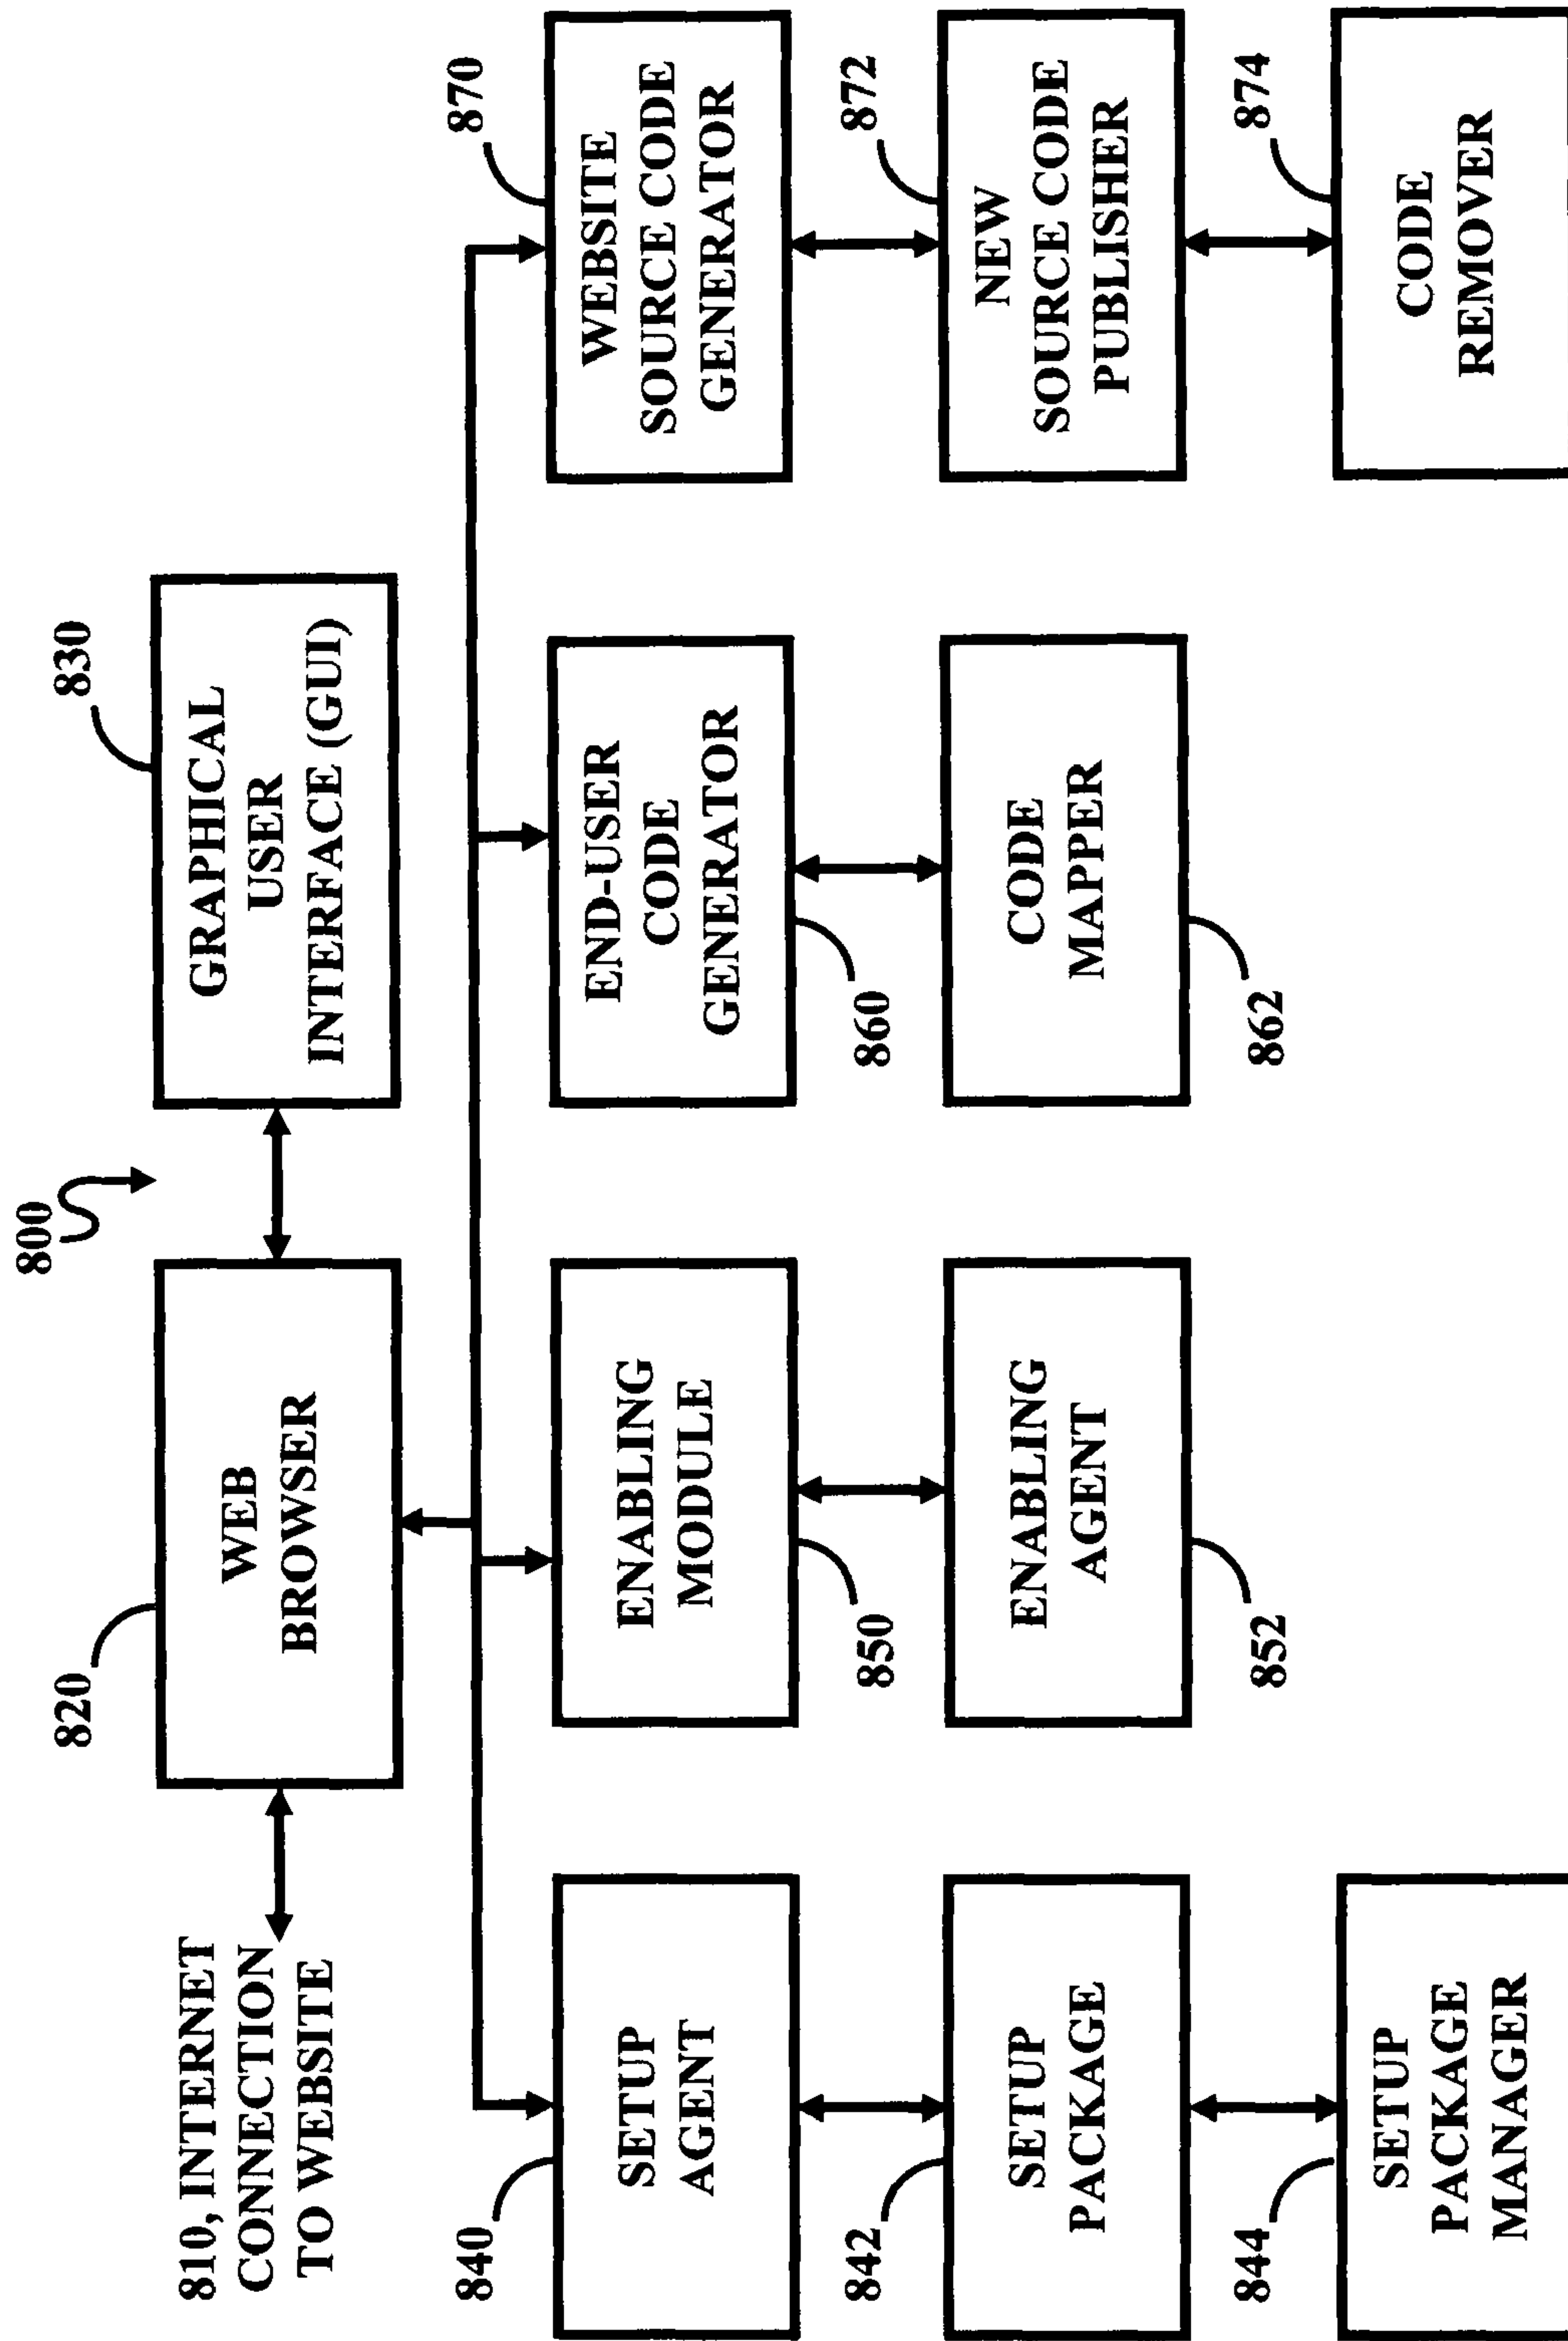 800
810, INTERNET
CONNECTION
TO WEBSITE
820
WEB
BROWSER
830
GRAPHICAL
USER
INTERFACE (GUI)
840
SETUP
AGENT
850
ENABLING
MODULE
860
END-USER
CODE
GENERATOR
870
WEBSITE
SOURCE CODE
GENERATOR
842
SETUP
PACKAGE
852
ENABLING
AGENT
862
CODE
MAPPER
872
NEW
SOURCE CODE
PUBLISHER
844
SETUP
PACKAGE
MANAGER
874
CODE
REMOVER